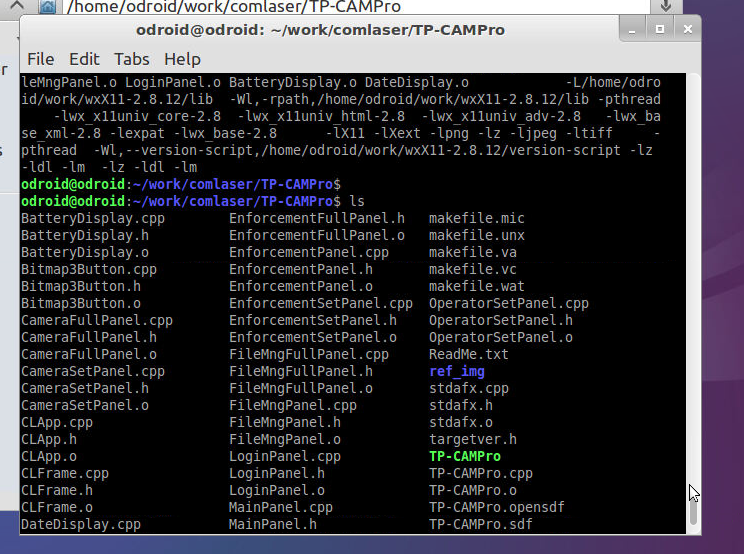 /home/odroid/work/comlaser/TP-CAMPro
odroid@odroid: ~/work/comlaser/TP-CAMPro
File Edit Tabs Help
leMngPanel.o LoginPanel.o BatteryDisplay.o DateDisplay.o -L/home/odro
id/work/wxX11-2.8.12/lib -Wl,-rpath,/home/odroid/work/wxX11-2.8.12/lib -pthread
-lwx_x11univ_core-2.8 -lwx_x11univ_html-2.8 -lwx_x11univ_adv-2.8 -lwx_ba
se_xml-2.8 -lexpat -lwx_base-2.8 -lX11 -lXext -lpng -lz -ljpeg -ltiff -
pthread -Wl,--version-script,/home/odroid/work/wxX11-2.8.12/version-script -lz
-ldl -lm -lz -ldl -lm
odroid@odroid:~/work/comlaser/TP-CAMPro$
odroid@odroid:~/work/comlaser/TP-CAMPro$ ls
BatteryDisplay.cpp EnforcementFullPanel.h makefile.mic
BatteryDisplay.h EnforcementFullPanel.o makefile.unx
BatteryDisplay.o EnforcementPanel.cpp makefile.va
Bitmap3Button.cpp EnforcementPanel.h makefile.vc
Bitmap3Button.h EnforcementPanel.o makefile.wat
Bitmap3Button.o EnforcementSetPanel.cpp OperatorSetPanel.cpp
CameraFullPanel.cpp EnforcementSetPanel.h OperatorSetPanel.h
CameraFullPanel.h EnforcementSetPanel.o OperatorSetPanel.o
CameraFullPanel.o FileMngFullPanel.cpp ReadMe.txt
CameraSetPanel.cpp FileMngFullPanel.h ref_img
CameraSetPanel.h FileMngFullPanel.o stdafx.cpp
CameraSetPanel.o FileMngPanel.cpp stdafx.h
CLApp.cpp FileMngPanel.h stdafx.o
CLApp.h FileMngPanel.o targetver.h
CLApp.o LoginPanel.cpp TP-CAMPro
CLFrame.cpp LoginPanel.h TP-CAMPro.cpp
CLFrame.h LoginPanel.o TP-CAMPro.o
CLFrame.o MainPanel.cpp TP-CAMPro.opensdf
DateDisplay.cpp MainPanel.h TP-CAMPro.sdf